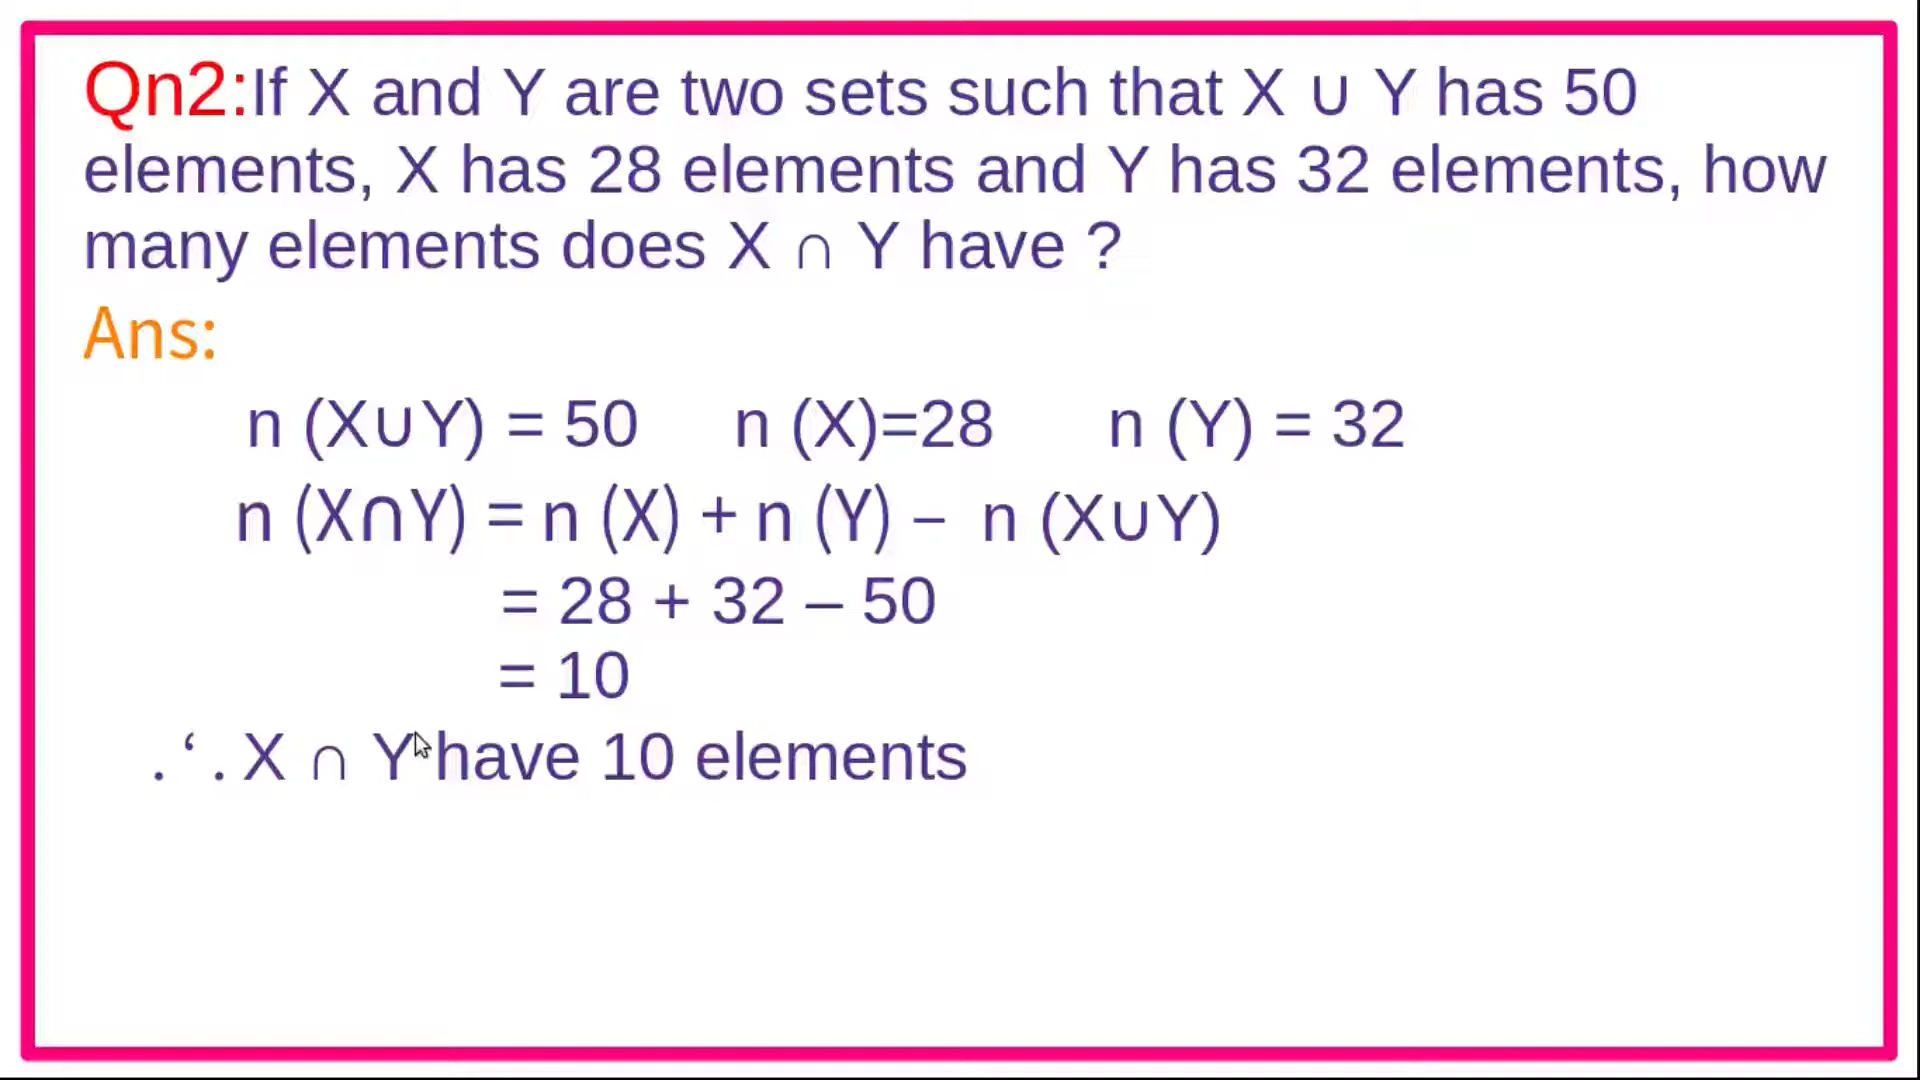 Qn2:If X and Y are two sets such that X ∪ Y has 50
elements, X has 28 elements and Y has 32 elements, how
many elements does X ∩ Y have ?
Ans:
n (X∪Y) = 50 n (X)=28 n (Y) = 32
n (X∩Y) = n (X) + n (Y) – n (X∪Y)
= 28 + 32 – 50
= 10
. ‘ . X ∩ Y have 10 elements